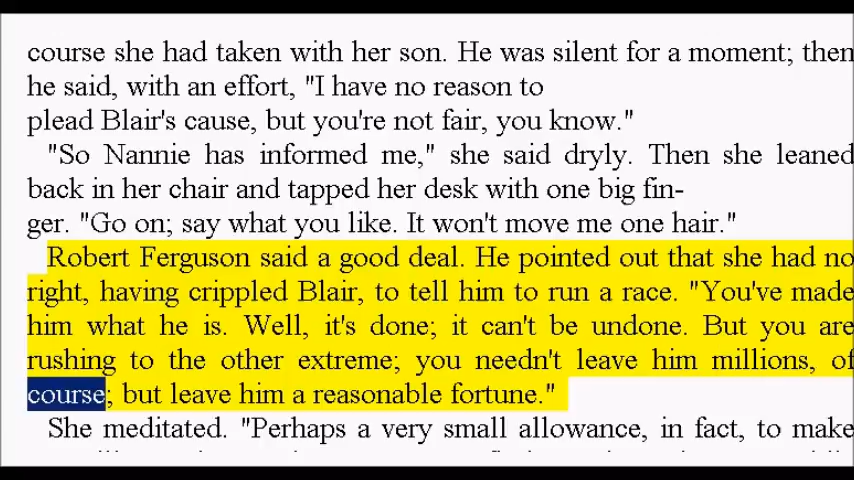 course she had taken with her son. He was silent for a moment; then
he said, with an effort, "I have no reason to
plead Blair's cause, but you're not fair, you know."
"So Nannie has informed me," she said dryly. Then she leaned
back in her chair and tapped her desk with one big fin-
ger. "Go on; say what you like. It won't move me one hair."
Robert Ferguson said a good deal. He pointed out that she had no
right, having crippled Blair, to tell him to run a race. "You've made
him what he is. Well, it's done; it can't be undone. But you are
rushing to the other extreme; you needn't leave him millions, of
course; but leave him a reasonable fortune."
She meditated. "Perhaps a very small allowance, in fact, to make